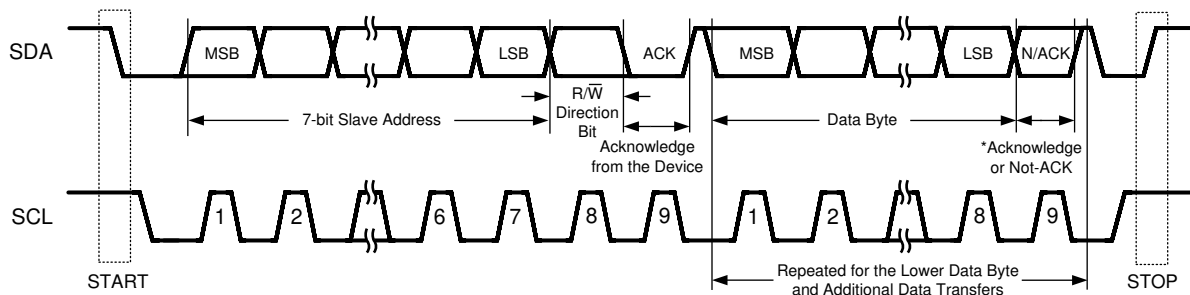 SDA
MSB
LSB
ACK
MSB
LSB
N/ACK
R/W̅
Direction
Bit
7-bit Slave Address
Acknowledge
from the Device
Data Byte
*Acknowledge
or Not-ACK
SCL
1
2
6
7
8
9
1
2
8
9
START
Repeated for the Lower Data Byte
and Additional Data Transfers
STOP